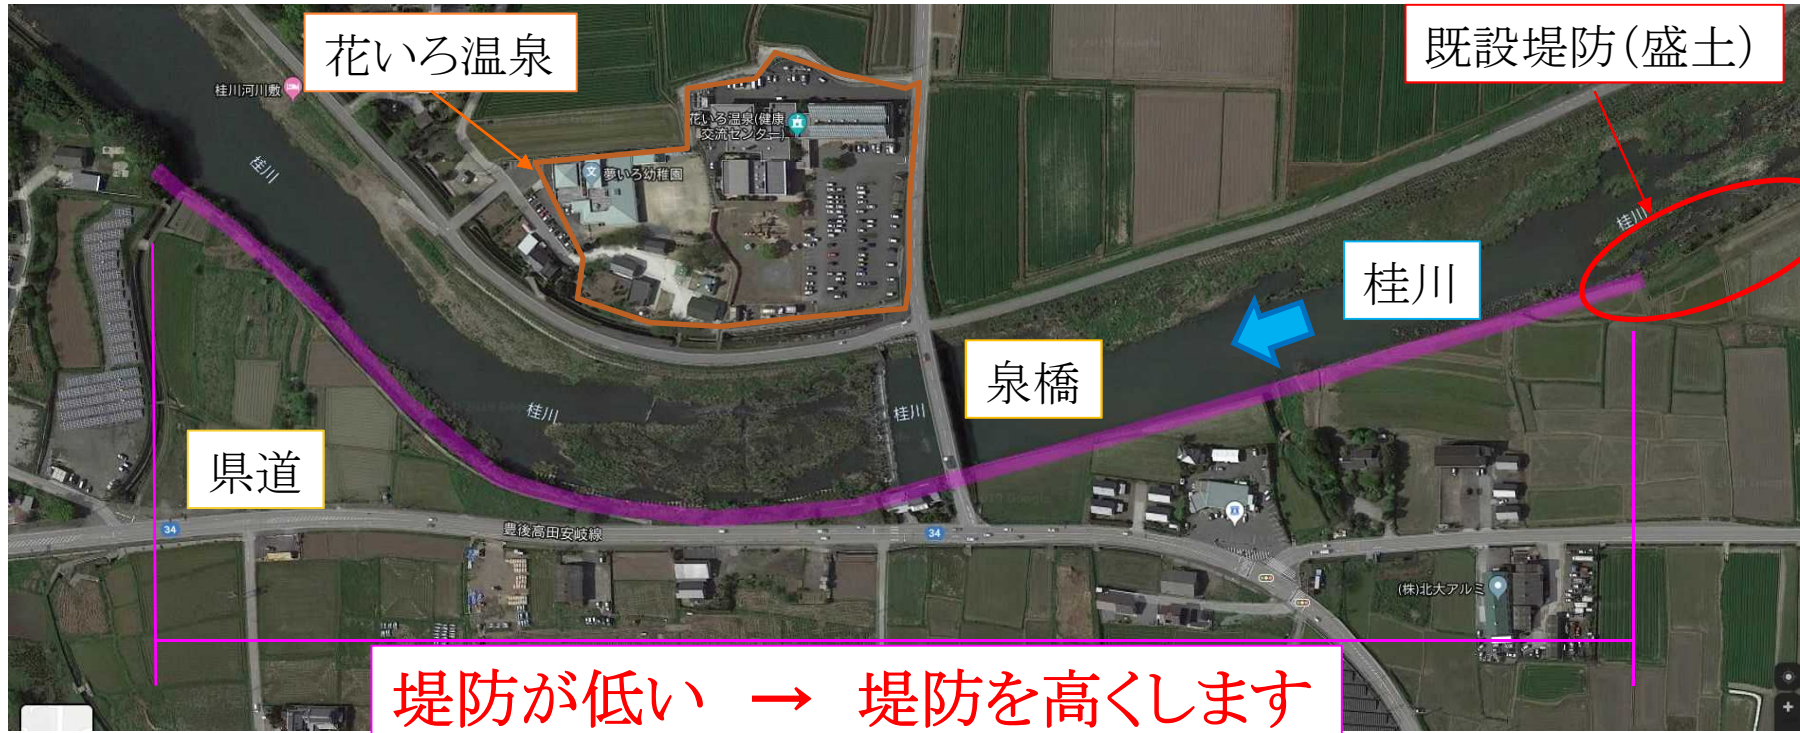 花いろ温泉
既設堤防（盛土）
桂川河川敷
花いろ温泉(健康
交流センター)
夢いろ幼稚園
桂川
桂川
桂川
泉橋
桂川
桂川
県道
34
豊後高田安岐線
34
(株)北大アルミ
堤防が低い → 堤防を高くします